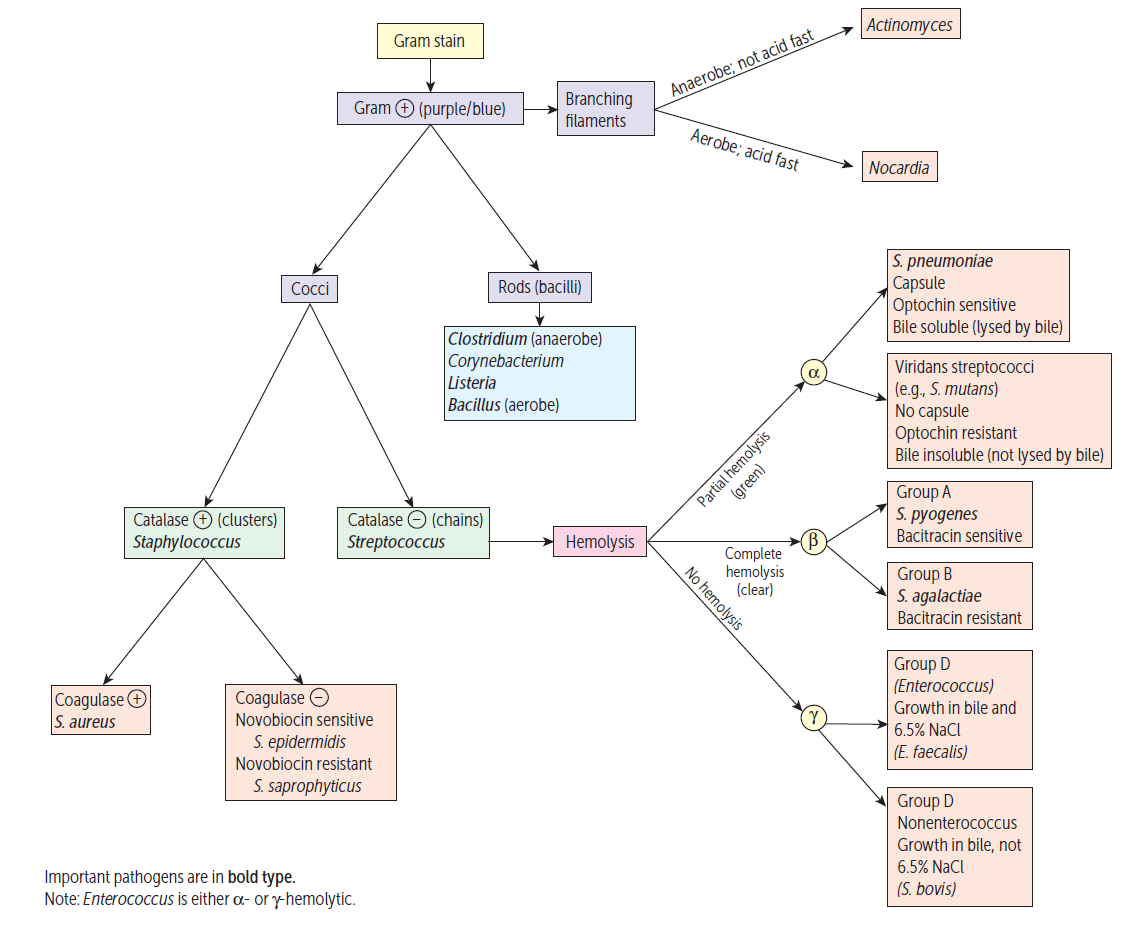 Gram stain
Gram ⊕ (purple/blue)
Branching
filaments
Anaerobe; not acid fast
Actinomyces
Aerobe; acid fast
Nocardia
Cocci
Rods (bacilli)
Clostridium (anaerobe)
Corynebacterium
Listeria
Bacillus (aerobe)
Catalase ⊕ (clusters)
Staphylococcus
Catalase ⊖ (chains)
Streptococcus
Coagulase ⊕
S. aureus
Coagulase ⊖
Novobiocin sensitive
S. epidermidis
Novobiocin resistant
S. saprophyticus
Hemolysis
Partial hemolysis
(green)
α
S. pneumoniae
Capsule
Optochin sensitive
Bile soluble (lysed by bile)
Viridans streptococci
(e.g., S. mutans)
No capsule
Optochin resistant
Bile insoluble (not lysed by bile)
Complete
hemolysis
(clear)
β
Group A
S. pyogenes
Bacitracin sensitive
Group B
S. agalactiae
Bacitracin resistant
No hemolysis
γ
Group D
(Enterococcus)
Growth in bile and
6.5% NaCl
(E. faecalis)
Group D
Nonenterococcus
Growth in bile, not
6.5% NaCl
(S. bovis)
Important pathogens are in bold type.
Note: Enterococcus is either α- or γ-hemolytic.